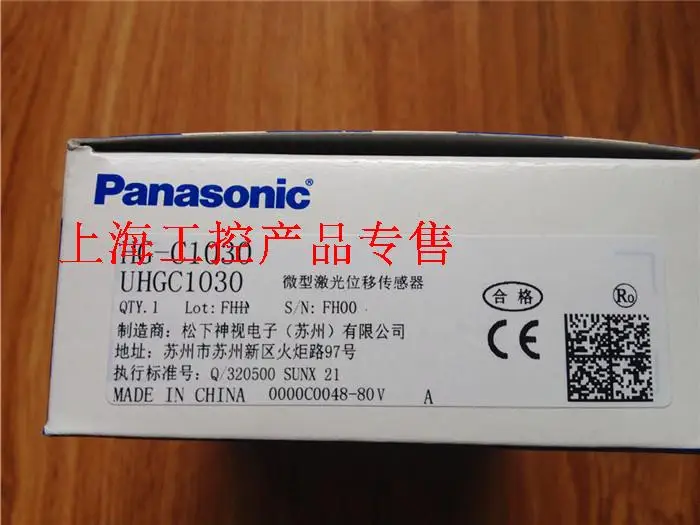 Panasonic®
上海工控产品专售
HG-C1030
UHGC1030 微型激光位移传感器
QTY.1 Lot: S/N: FH00
合格
Ro
CE
制造商: 松下神视电子 (苏州) 有限公司
地址: 苏州市苏州新区火炬路97号
执行标准号: Q/320500 SUNX 21
MADE IN CHINA 0000C0048-80V A